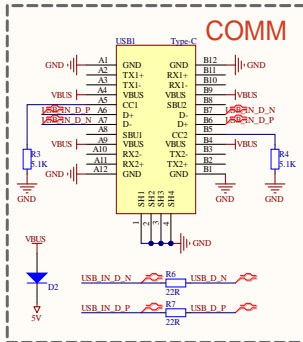 COMM
USB1 Type-C
GND A1 GND GND B12 GND
A2 TX1+ RX1+ B11
A3 TX1- RX1- B10
VBUS A4 VBUS VBUS B9 VBUS
A5 CC1 SBU2 B8
USB_IN_D_P A6 D+ D- B7 USB_IN_D_N
USB_IN_D_N A7 D- D+ B6 USB_IN_D_P
A8 SBU1 CC2 B5
VBUS A9 VBUS VBUS B4 VBUS
A10 RX2- TX2- B3
A11 RX2+ TX2+ B2
GND A12 GND GND B1
R3 5.1K
R4 5.1K
GND
GND
SH1 SH2 SH3 SH4
1 2 3 4
GND
VBUS
D2
5V
USB_IN_D_N R6 USB_D_N
22R
USB_IN_D_P R7 USB_D_P
22R